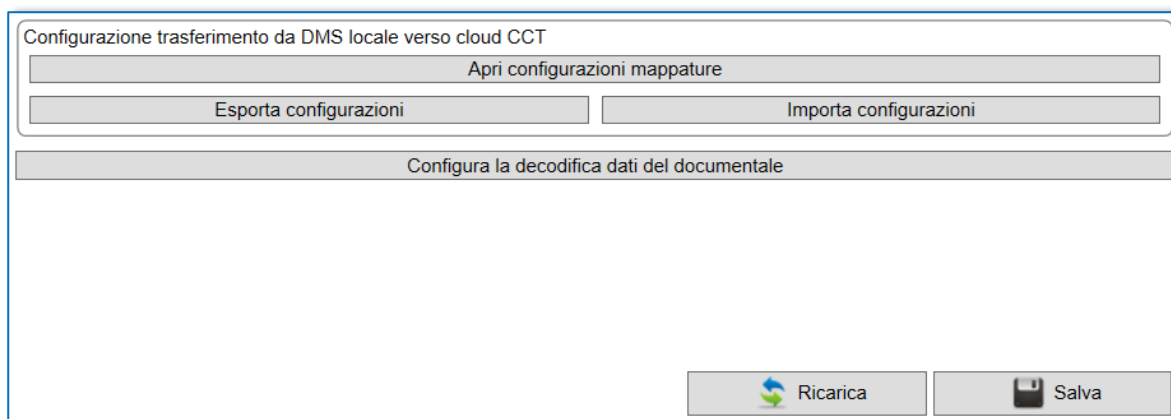 Configurazione trasferimento da DMS locale verso cloud CCT
Apri configurazioni mappature
Esporta configurazioni
Importa configurazioni
Configura la decodifica dati del documentale
Ricarica
Salva